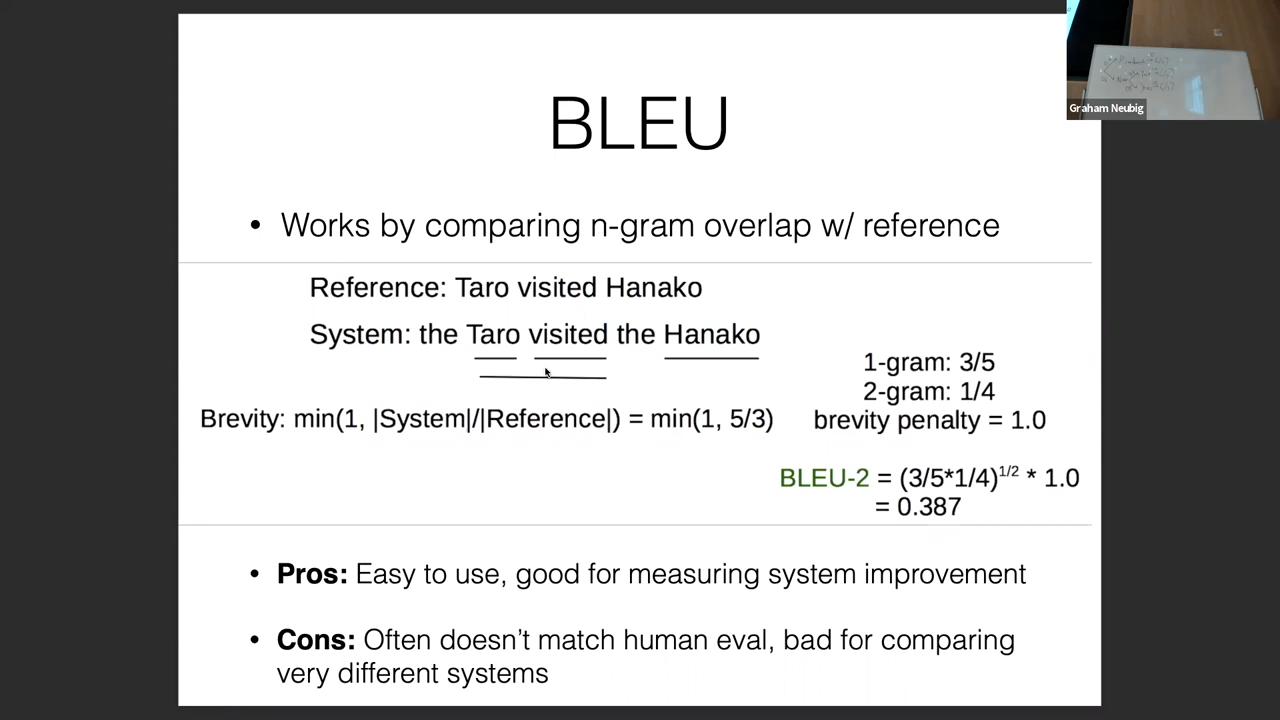 BLEU
• Works by comparing n-gram overlap w/ reference
Reference: Taro visited Hanako
System: the Taro visited the Hanako
1-gram: 3/5
2-gram: 1/4
Brevity: min(1, |System|/|Reference|) = min(1, 5/3)
brevity penalty = 1.0
BLEU-2 = (3/5*1/4)^1/2 * 1.0
= 0.387
• Pros: Easy to use, good for measuring system improvement
• Cons: Often doesn't match human eval, bad for comparing
very different systems
Graham Neubig